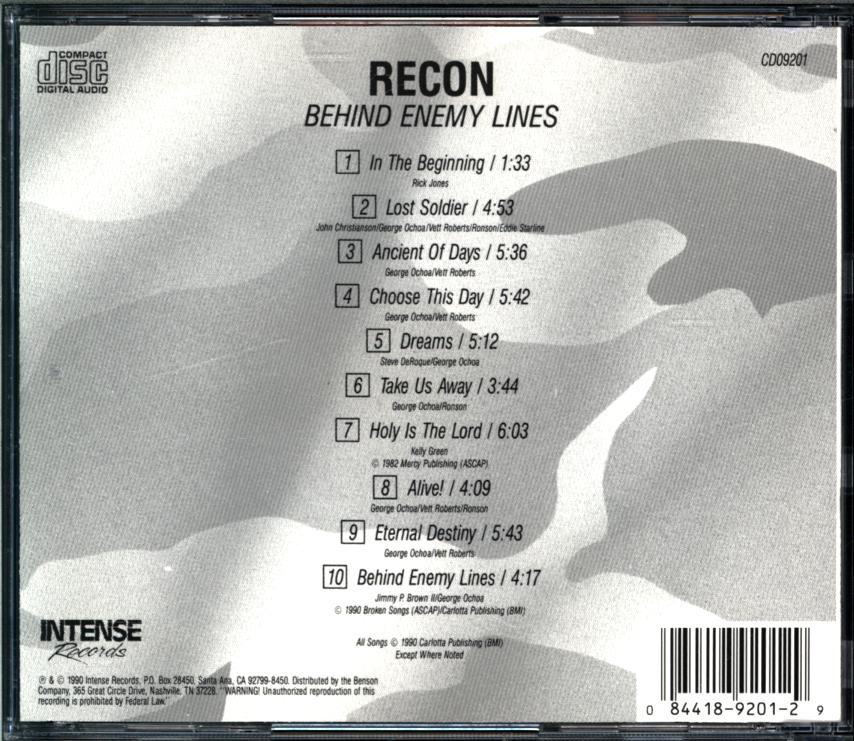 COMPACT
disc
DIGITAL AUDIO
CD09201
RECON
BEHIND ENEMY LINES
1 In The Beginning / 1:33
Rick Jones
2 Lost Soldier / 4:53
John Christianson/George Ochoa/Vett Roberts/Ronson/Eddie Starline
3 Ancient Of Days / 5:36
George Ochoa/Vett Roberts
4 Choose This Day / 5:42
George Ochoa/Vett Roberts
5 Dreams / 5:12
Steve DeRoque/George Ochoa
6 Take Us Away / 3:44
George Ochoa/Ronson
7 Holy Is The Lord / 6:03
Kelly Green
© 1982 Mercy Publishing (ASCAP)
8 Alive! / 4:09
George Ochoa/Vett Roberts/Ronson
9 Eternal Destiny / 5:43
George Ochoa/Vett Roberts
10 Behind Enemy Lines / 4:17
Jimmy P. Brown II/George Ochoa
© 1990 Broken Songs (ASCAP)/Carlotta Publishing (BMI)
All Songs © 1990 Carlotta Publishing (BMI)
Except Where Noted
INTENSE
Records
℗ & © 1990 Intense Records, P.O. Box 28450, Santa Ana, CA 92799-8450. Distributed by the Benson
Company, 365 Great Circle Drive, Nashville, TN 37228. "WARNING! Unauthorized reproduction of this
recording is prohibited by Federal Law."
0 84418-9201-2 9